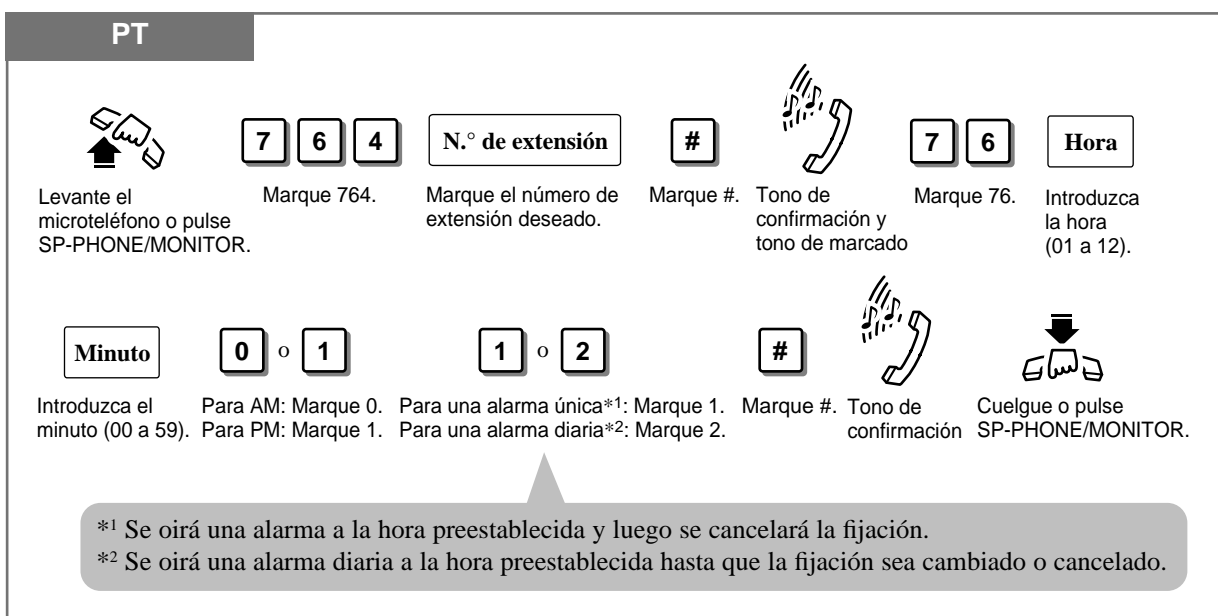 PT
7 6 4 N.° de extensión # 7 6 Hora
Levante el
microteléfono o pulse
SP-PHONE/MONITOR.
Marque 764.
Marque el número de
extensión deseado.
Marque #.
Tono de
confirmación y
tono de marcado
Marque 76.
Introduzca
la hora
(01 a 12).
Minuto 0 o 1 1 o 2 #
Introduzca el
minuto (00 a 59).
Para AM: Marque 0.
Para PM: Marque 1.
Para una alarma única*1: Marque 1.
Para una alarma diaria*2: Marque 2.
Marque #.
Tono de
confirmación
Cuelgue o pulse
SP-PHONE/MONITOR.
*1 Se oirá una alarma a la hora preestablecida y luego se cancelará la fijación.
*2 Se oirá una alarma diaria a la hora preestablecida hasta que la fijación sea cambiado o cancelado.